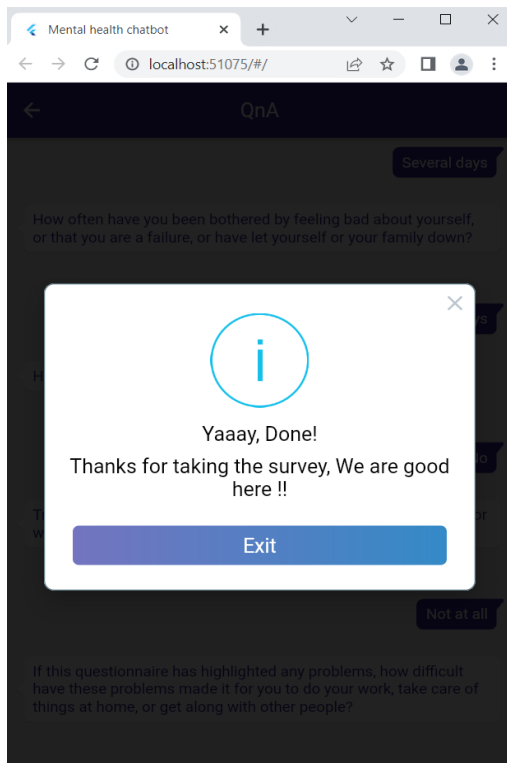 Mental health chatbot
localhost:51075/#/
QnA
Several days
How often have you been bothered by feeling bad about yourself,
or that you are a failure, or have let yourself or your family down?
Yaaay, Done!
Thanks for taking the survey, We are good
here !!
Exit
Not at all
If this questionnaire has highlighted any problems, how difficult
have these problems made it for you to do your work, take care of
things at home, or get along with other people?